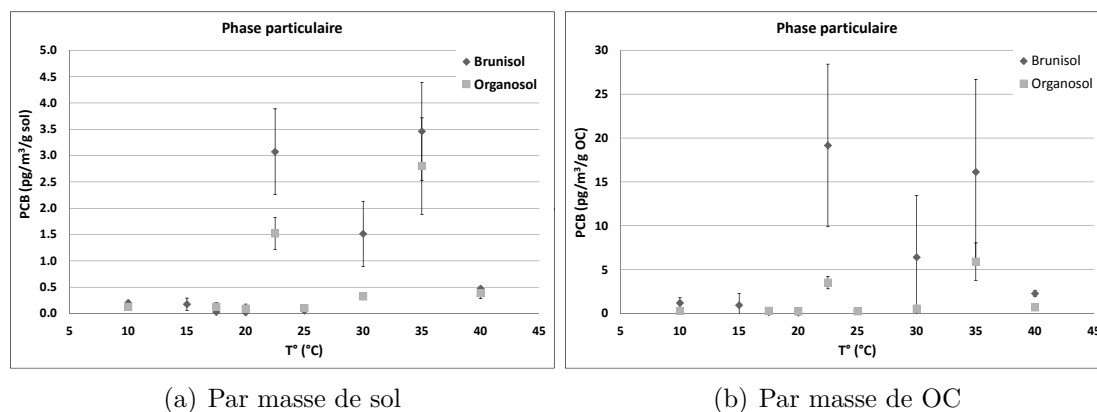 Phase particulaire
5.0
4.5
4.0
3.5
3.0
2.5
2.0
1.5
1.0
0.5
0.0
PCB (pg/m³/g sol)
Brunisol
Organosol
5 10 15 20 25 30 35 40 45
T° (°C)
(a) Par masse de sol
Phase particulaire
30
25
20
15
10
5
0
PCB (pg/m³/g OC)
Brunisol
Organosol
5 10 15 20 25 30 35 40 45
T° (°C)
(b) Par masse de OC